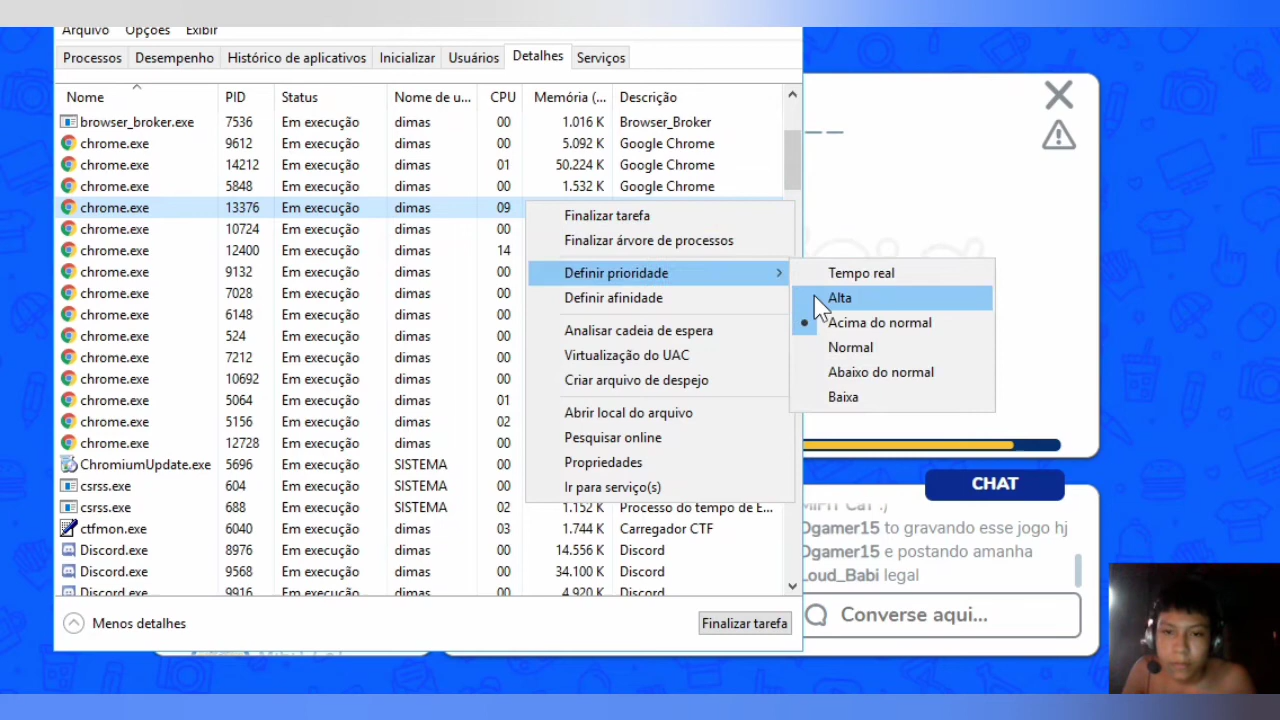 Arquivo Opções Exibir
Processos Desempenho Histórico de aplicativos Inicializar Usuários Detalhes Serviços
Nome PID Status Nome de u... CPU Memória (... Descrição
browser_broker.exe 7536 Em execução dimas 00 1.016 K Browser_Broker
chrome.exe 9612 Em execução dimas 00 5.092 K Google Chrome
chrome.exe 14212 Em execução dimas 01 50.224 K Google Chrome
chrome.exe 5848 Em execução dimas 00 1.532 K Google Chrome
chrome.exe 13376 Em execução dimas 09
chrome.exe 10724 Em execução dimas 00
chrome.exe 12400 Em execução dimas 14
chrome.exe 9132 Em execução dimas 00
chrome.exe 7028 Em execução dimas 00
chrome.exe 6148 Em execução dimas 00
chrome.exe 524 Em execução dimas 00
chrome.exe 7212 Em execução dimas 00
chrome.exe 10692 Em execução dimas 00
chrome.exe 5064 Em execução dimas 01
chrome.exe 5156 Em execução dimas 02
chrome.exe 12728 Em execução dimas 00
ChromiumUpdate.exe 5696 Em execução SISTEMA 00
csrss.exe 604 Em execução SISTEMA 00
csrss.exe 688 Em execução SISTEMA 02 1.152 K Processo do tempo de E...
ctfmon.exe 6040 Em execução dimas 03 1.744 K Carregador CTF
Discord.exe 8976 Em execução dimas 00 14.556 K Discord
Discord.exe 9568 Em execução dimas 00 34.100 K Discord
Discord.exe 9916 Em execução dimas 00 4.920 K Discord
Menos detalhes
Finalizar tarefa
Finalizar tarefa
Finalizar árvore de processos
Definir prioridade
Definir afinidade
Analisar cadeia de espera
Virtualização do UAC
Criar arquivo de despejo
Abrir local do arquivo
Pesquisar online
Propriedades
Ir para serviço(s)
Tempo real
Alta
Acima do normal
Normal
Abaixo do normal
Baixa
CHAT
Dgamer15 to gravando esse jogo hj
Dgamer15 e postando amanha
Loud_Babi legal
Converse aqui...